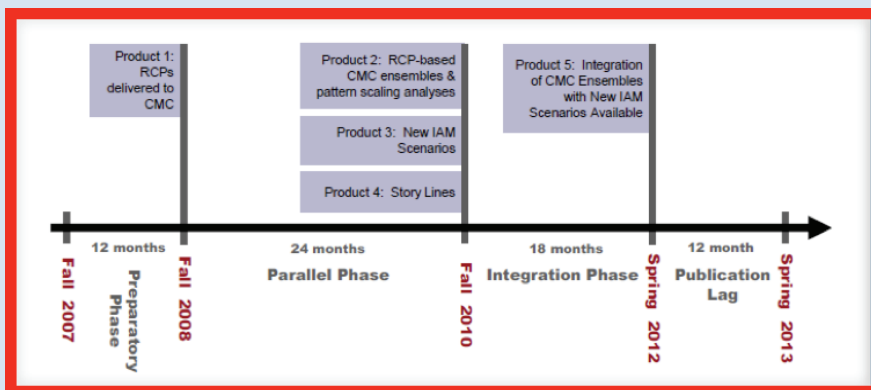 Product 1:
RCPs
delivered to
CMC
Product 2: RCP-based
CMC ensembles &
pattern scaling analyses
Product 3: New IAM
Scenarios
Product 4: Story Lines
Product 5: Integration
of CMC Ensembles
with New IAM
Scenarios Available
12 months
24 months
18 months
12 month
Preparatory
Phase
Parallel Phase
Integration Phase
Publication
Lag
Fall 2007
Fall 2008
Fall 2010
Spring 2012
Spring 2013